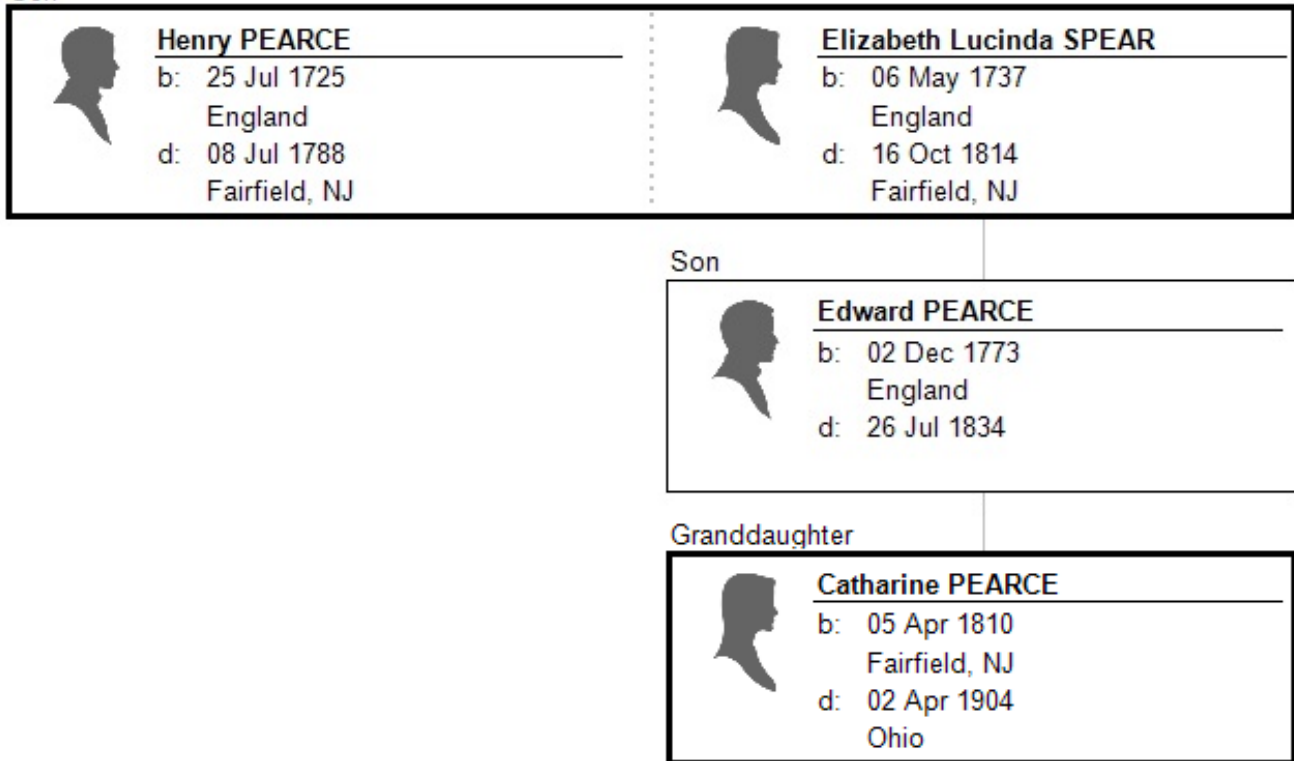 Henry PEARCE
b: 25 Jul 1725
England
d: 08 Jul 1788
Fairfield, NJ
Elizabeth Lucinda SPEAR
b: 06 May 1737
England
d: 16 Oct 1814
Fairfield, NJ
Son
Edward PEARCE
b: 02 Dec 1773
England
d: 26 Jul 1834
Granddaughter
Catharine PEARCE
b: 05 Apr 1810
Fairfield, NJ
d: 02 Apr 1904
Ohio